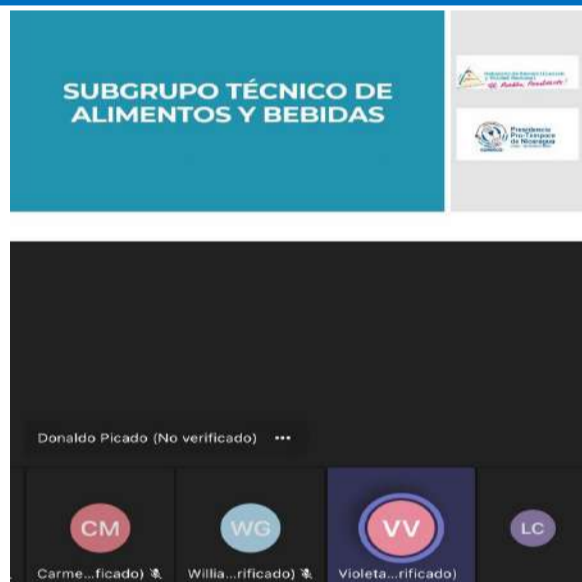 SUBGRUPO TÉCNICO DE
ALIMENTOS Y BEBIDAS
Presidencia
Pro-Tempore
de Nicaragua
Donaldo Picado (No verificado) •••
CM
WG
VV
LC
Carme...ficado)
Willia...rificado)
Violeta...rificado)